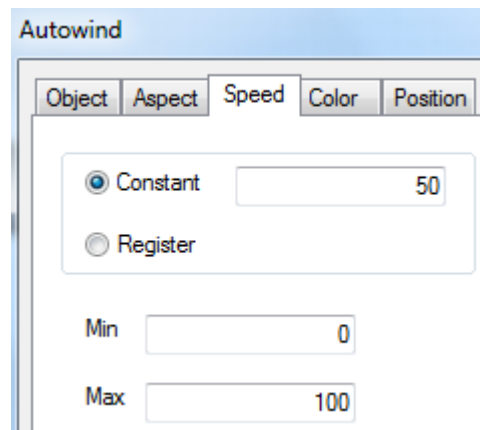 Autowind
Object Aspect Speed Color Position
Constant 50
Register
Min 0
Max 100